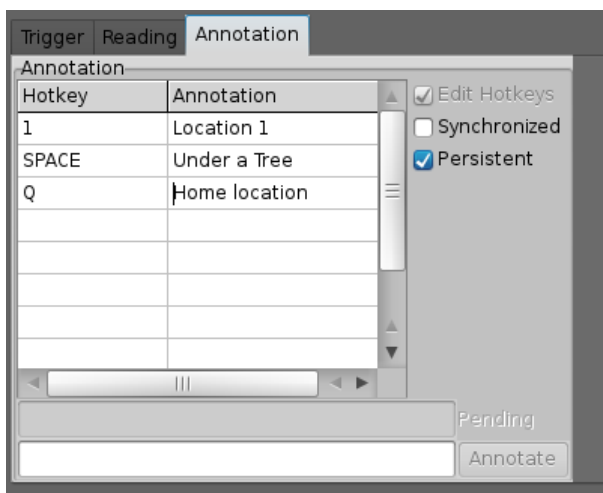 Trigger Reading Annotation
Annotation
Hotkey Annotation
1 Location 1
SPACE Under a Tree
Q Home location
Edit Hotkeys
Synchronized
Persistent
Pending
Annotate